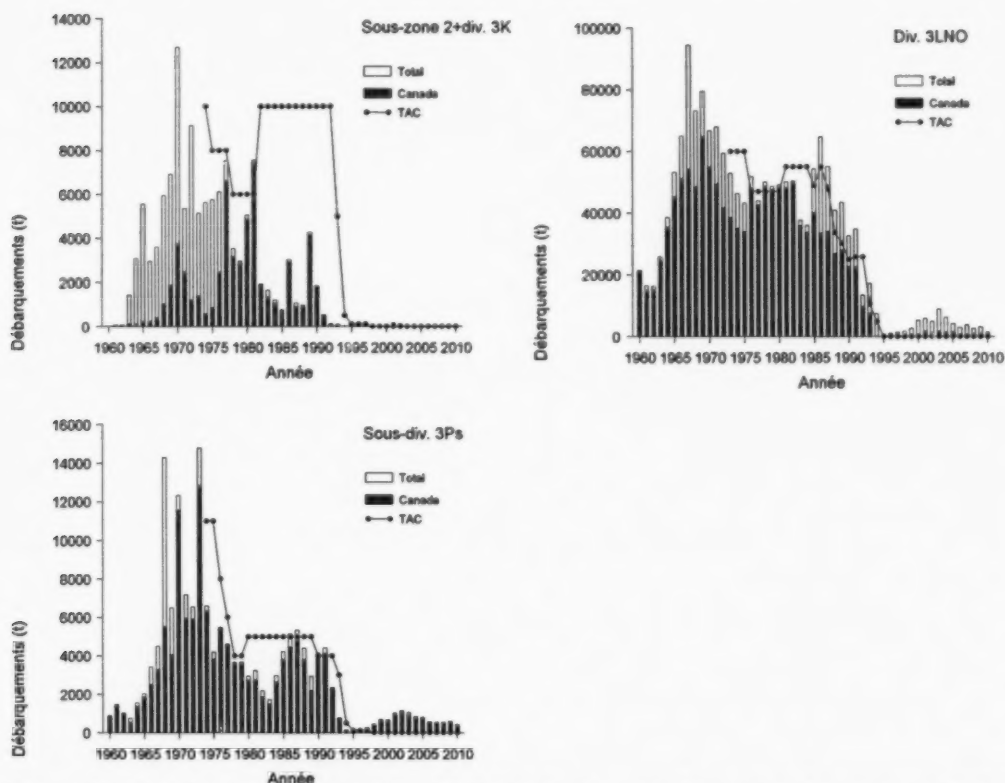 Sous-zone 2+div. 3K
Total
Canada
TAC
Débarquements (t)
14000
12000
10000
8000
6000
4000
2000
0
1960 1965 1970 1975 1980 1985 1990 1995 2000 2005 2010
Année
Div. 3LNO
Total
Canada
TAC
Débarquements (t)
100000
80000
60000
40000
20000
0
1960 1965 1970 1975 1980 1985 1990 1995 2000 2005 2010
Année
Sous-div. 3Ps
Total
Canada
TAC
Débarquements (t)
16000
14000
12000
10000
8000
6000
4000
2000
0
1960 1965 1970 1975 1980 1985 1990 1995 2000 2005 2010
Année